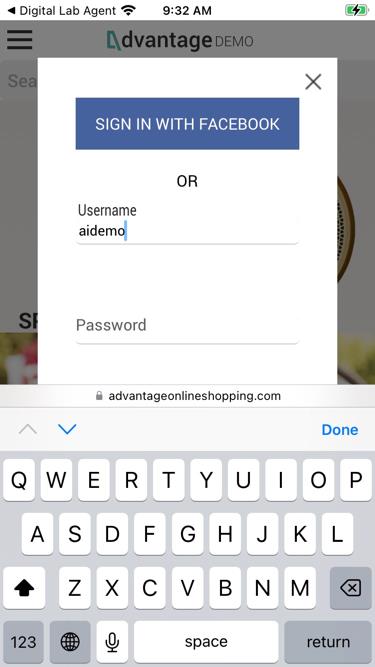 ◀ Digital Lab Agent 9:32 AM
dvantage DEMO
Sea
SIGN IN WITH FACEBOOK
OR
Username
aidemo
SP
Password
advantageonlineshopping.com
Done
Q W E R T Y U I O P
A S D F G H J K L
Z X C V B N M
123 space return